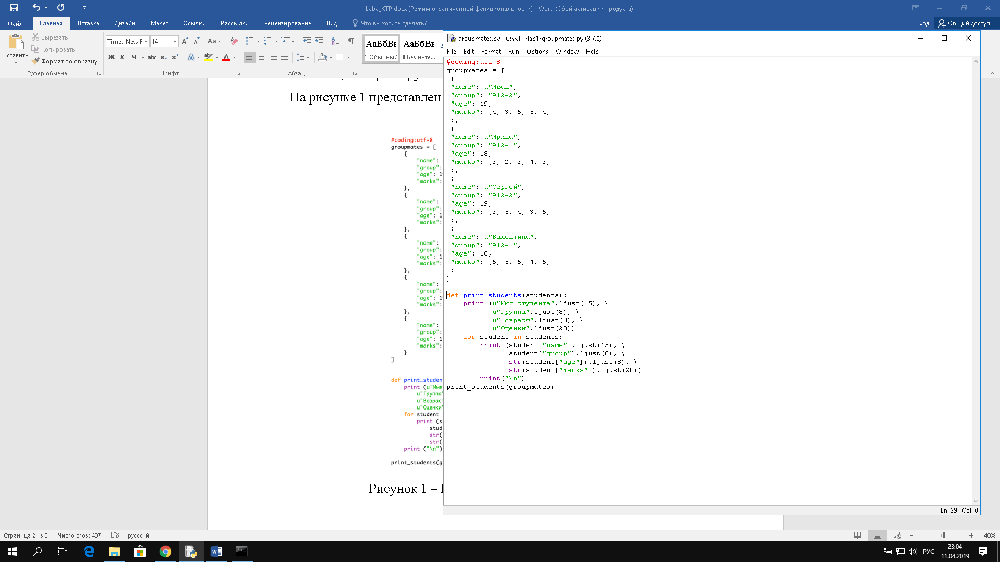 Laba_KTP.docx [Режим ограниченной функциональности] - Word (Сбой активации продукта)
Файл Главная Вставка Дизайн Макет Ссылки Рассылки Рецензирование Вид Что вы хотите сделать? Вход Общий доступ
Вставить
Вырезать
Копировать
Формат по образцу
Буфер обмена
Times New R 14
Ж К Ч abc x₂ x²
Шрифт
Абзац
АаБбВ АаБбВ
¶ Обычный ¶ Без инте...
На рисунке 1 представлен
#coding:utf-8
groupmates = [
{
"name":
"group":
"age": 1
"marks":
},
{
"name":
"group":
"age": 1
"marks":
},
{
"name":
"group":
"age": 1
"marks":
},
{
"name":
"group":
"age": 1
"marks":
},
{
"name":
"group":
"age": 1
"marks":
}
]
def print_studen
print (u"Имя
u"Группа"
u"Возраст
u"Оценки"
for student
print (s
stud
str(
str(
print ("\n")
print_students(g
Рисунок 1 –
groupmates.py - C:\KTP\lab1\groupmates.py (3.7.0)
File Edit Format Run Options Window Help
#coding:utf-8
groupmates = [
{
"name": u"Иван",
"group": "912-2",
"age": 19,
"marks": [4, 3, 5, 5, 4]
},
{
"name": u"Ирина",
"group": "912-1",
"age": 18,
"marks": [3, 2, 3, 4, 3]
},
{
"name": u"Сергей",
"group": "912-2",
"age": 19,
"marks": [3, 5, 4, 3, 5]
},
{
"name": u"Валентина",
"group": "912-1",
"age": 18,
"marks": [5, 5, 5, 4, 5]
}
]
def print_students(students):
print (u"Имя студента".ljust(15), \
u"Группа".ljust(8), \
u"Возраст".ljust(8), \
u"Оценки".ljust(20))
for student in students:
print (student["name"].ljust(15), \
student["group"].ljust(8), \
str(student["age"]).ljust(8), \
str(student["marks"]).ljust(20))
print("\n")
print_students(groupmates)
Ln: 29 Col: 0
Страница 2 из 8 Число слов: 407 русский 140%
РУС 23:04
11.04.2019